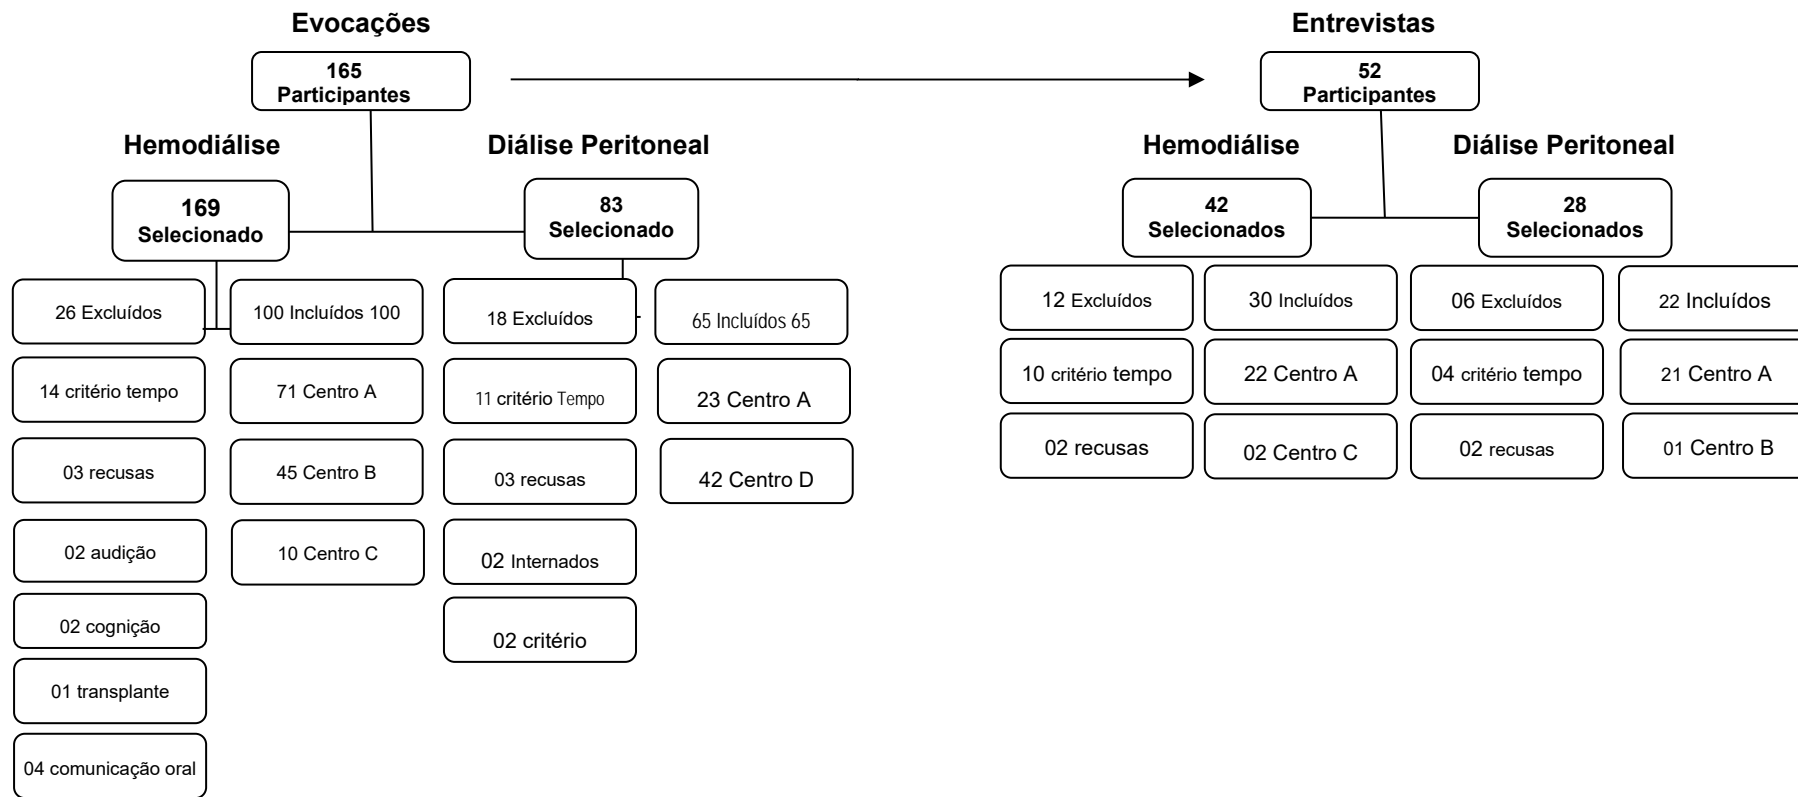 Evocações
165
Participantes
Hemodiálise
Diálise Peritoneal
169
Selecionado
83
Selecionado
26 Excluídos
100 Incluídos 100
18 Excluídos
65 Incluídos 65
14 critério tempo
71 Centro A
11 critério Tempo
23 Centro A
03 recusas
45 Centro B
03 recusas
42 Centro D
02 audição
10 Centro C
02 Internados
02 cognição
02 critério
01 transplante
04 comunicação oral
Entrevistas
52
Participantes
Hemodiálise
Diálise Peritoneal
42
Selecionados
28
Selecionados
12 Excluídos
30 Incluídos
06 Excluídos
22 Incluídos
10 critério tempo
22 Centro A
04 critério tempo
21 Centro A
02 recusas
02 Centro C
02 recusas
01 Centro B